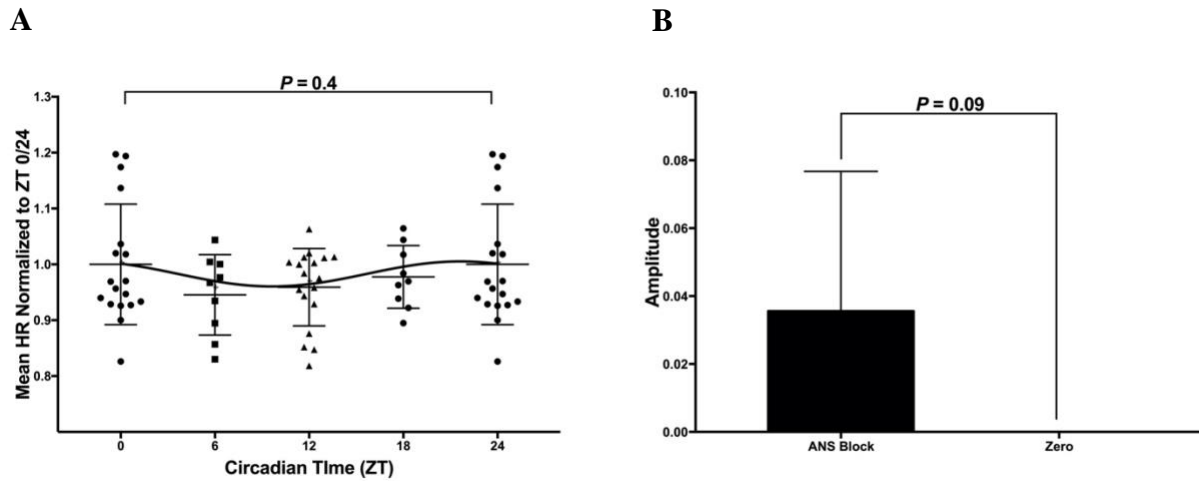 A
P = 0.4
Mean HR Normalized to ZT 0/24
1.3
1.2
1.1
1.0
0.9
0.8
0
6
12
18
24
Circadian TIme (ZT)
B
P = 0.09
Amplitude
0.10
0.08
0.06
0.04
0.02
0.00
ANS Block
Zero